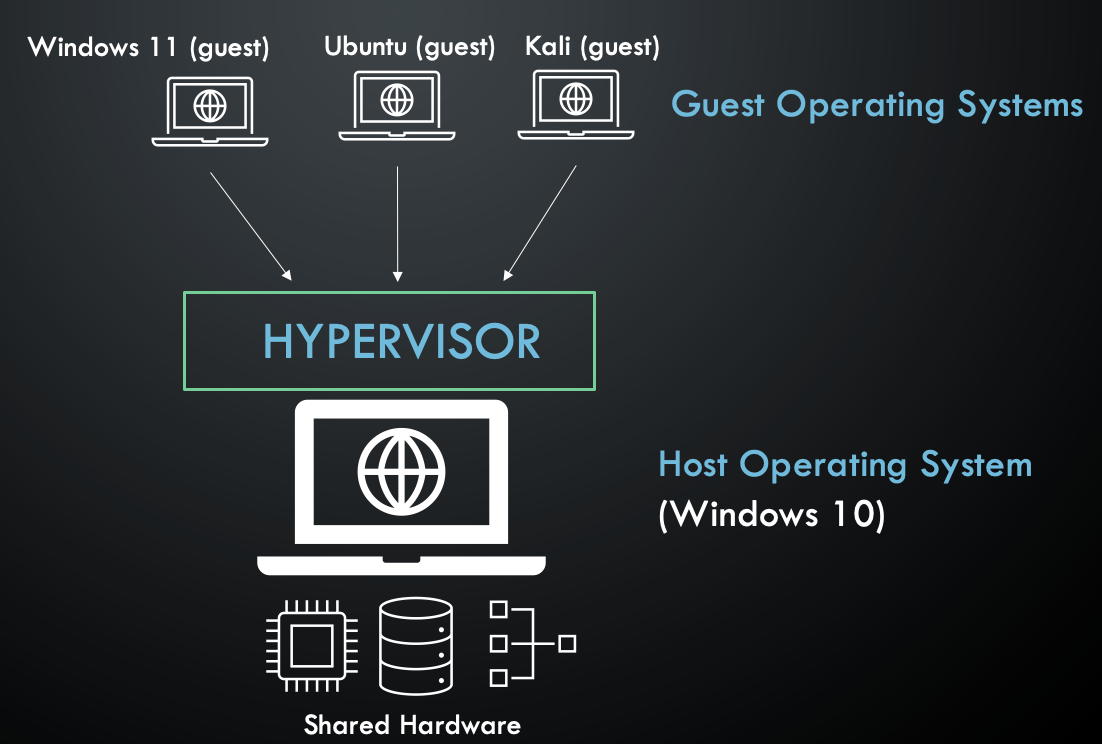 Windows 11 (guest)
Ubuntu (guest)
Kali (guest)
Guest Operating Systems
HYPERVISOR
Host Operating System
(Windows 10)
Shared Hardware